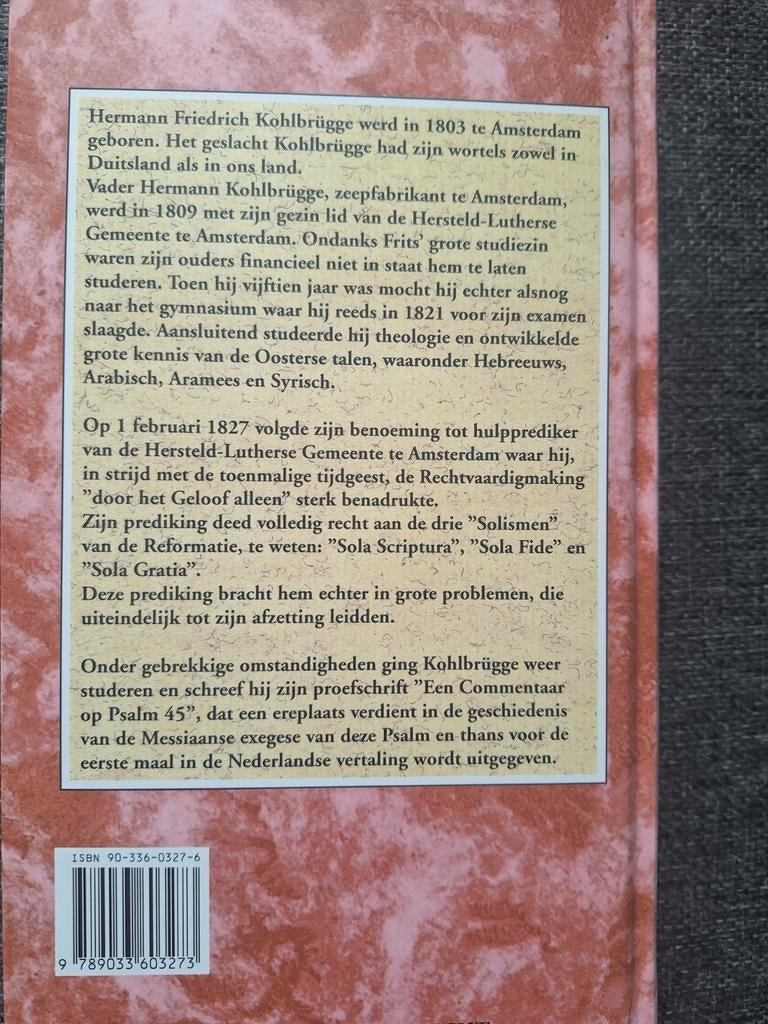 Hermann Friedrich Kohlbrügge werd in 1803 te Amsterdam
geboren. Het geslacht Kohlbrügge had zijn wortels zowel in
Duitsland als in ons land.
Vader Hermann Kohlbrügge, zeepfabrikant te Amsterdam,
werd in 1809 met zijn gezin lid van de Hersteld-Lutherse
Gemeente te Amsterdam. Ondanks Frits' grote studiezin
waren zijn ouders financieel niet in staat hem te laten
studeren. Toen hij vijftien jaar was mocht hij echter alsnog
naar het gymnasium waar hij reeds in 1821 voor zijn examen
slaagde. Aansluitend studeerde hij theologie en ontwikkelde
grote kennis van de Oosterse talen, waaronder Hebreeuws,
Arabisch, Aramees en Syrisch.
Op 1 februari 1827 volgde zijn benoeming tot hulpprediker
van de Hersteld-Lutherse Gemeente te Amsterdam waar hij,
in strijd met de toenmalige tijdgeest, de Rechtvaardigmaking
"door het Geloof alleen" sterk benadrukte.
Zijn prediking deed volledig recht aan de drie "Solismen"
van de Reformatie, te weten: "Sola Scriptura", "Sola Fide" en
"Sola Gratia".
Deze prediking bracht hem echter in grote problemen, die
uiteindelijk tot zijn afzetting leidden.
Onder gebrekkige omstandigheden ging Kohlbrügge weer
studeren en schreef hij zijn proefschrift "Een Commentaar
op Psalm 45", dat een ereplaats verdient in de geschiedenis
van de Messiaanse exegese van deze Psalm en thans voor de
eerste maal in de Nederlandse vertaling wordt uitgegeven.
ISBN 90-336-0327-6
9 789033 603273